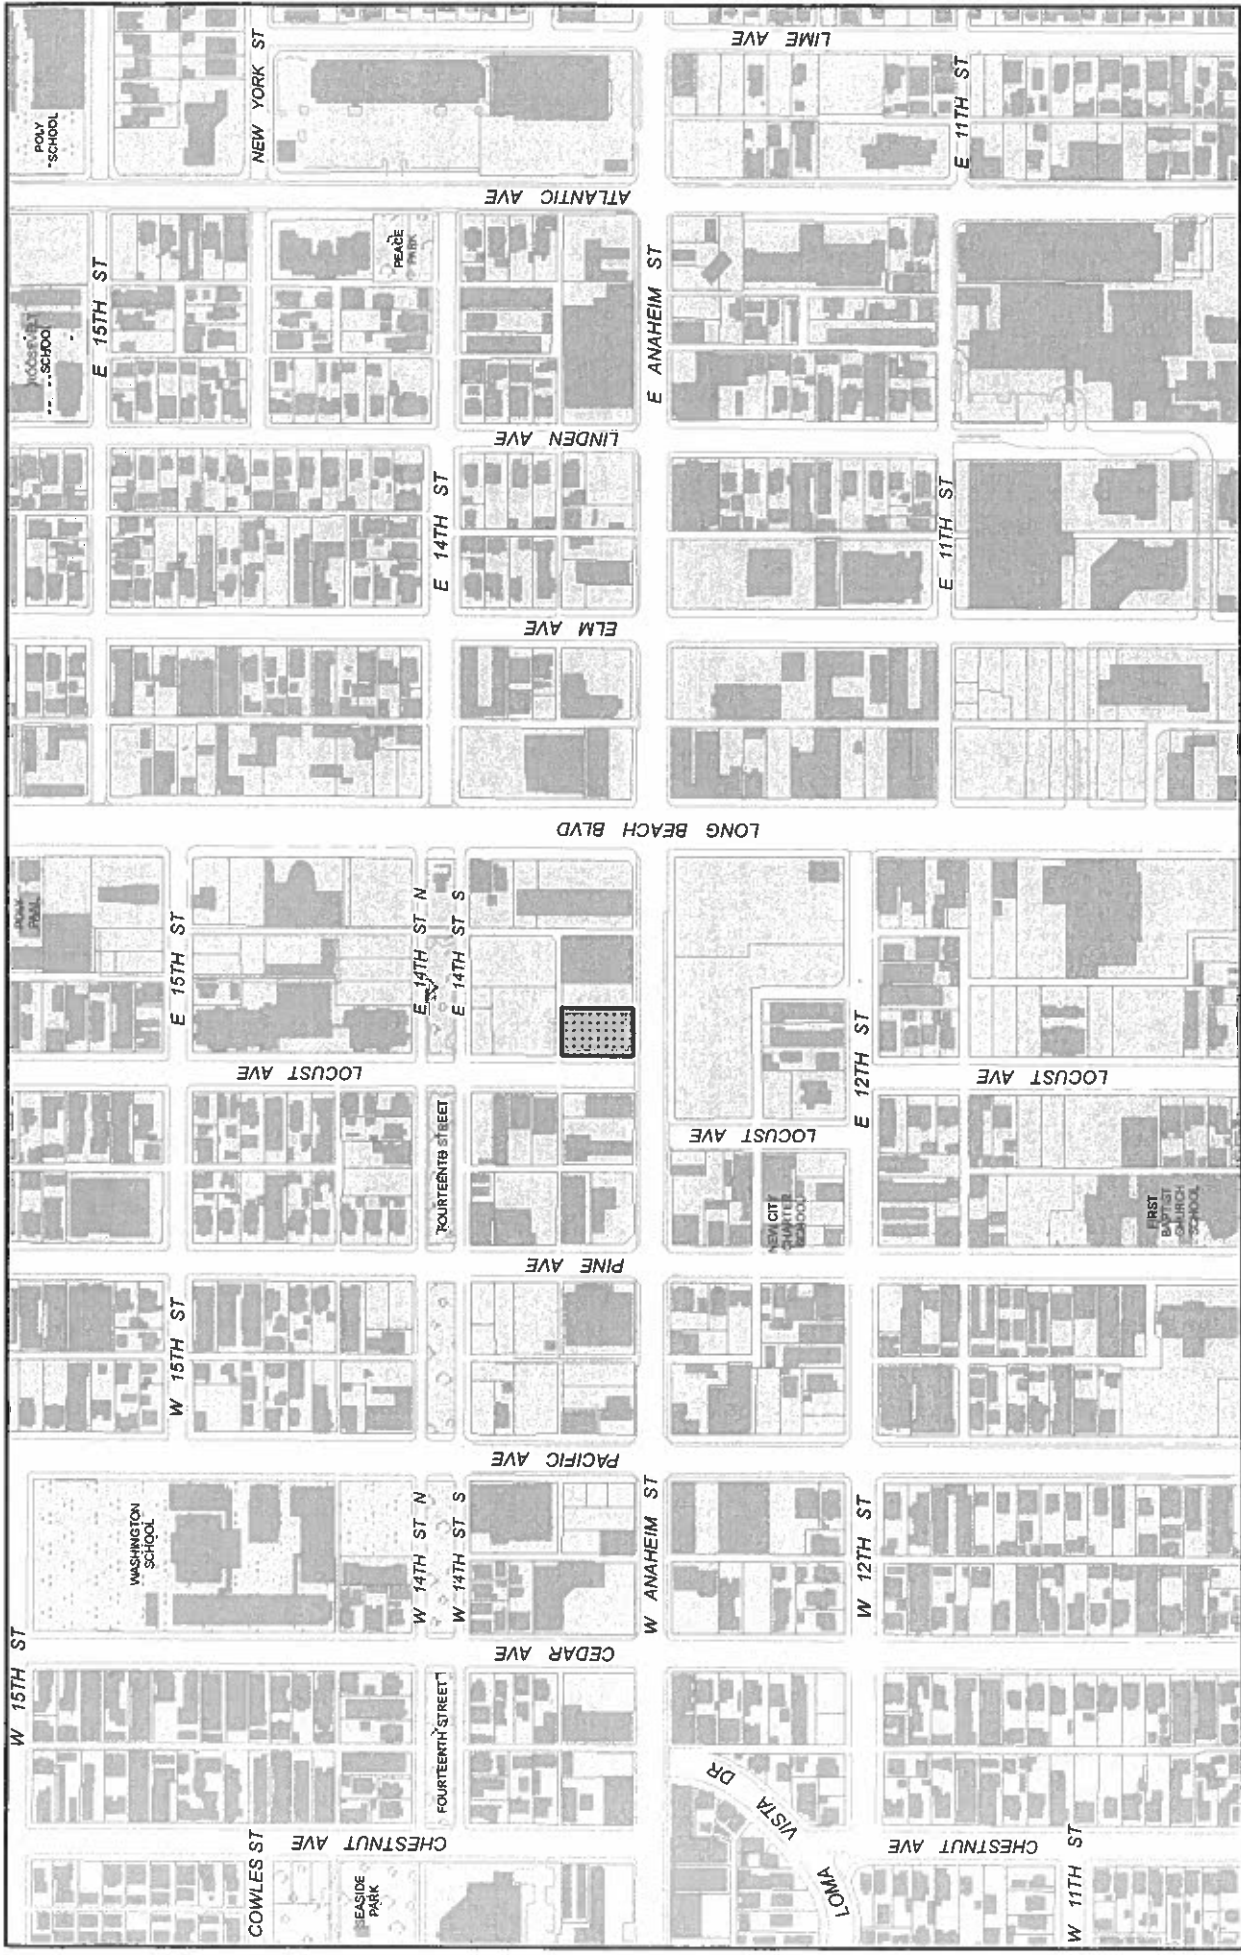 LIME AVE
POLY
SCHOOL
NEW YORK ST
E 11TH ST
ATLANTIC AVE
E 15TH ST
PEACE
PARK
E ANAHEIM ST
SCHOOL
LINDEN AVE
E 14TH ST
E 11TH ST
ELM AVE
LONG BEACH BLVD
POLY
E 15TH ST
E 14TH ST N
E 14TH ST S
E 12TH ST
LOCUST AVE
LOCUST AVE
LOCUST AVE
FOURTEENTH STREET
NEW CITY
CHARTER
SCHOOL
FIRST
BAPTIST
CHURCH
SCHOOL
PINE AVE
W 15TH ST
PACIFIC AVE
WASHINGTON
SCHOOL
W 14TH ST N
W 14TH ST S
W ANAHEIM ST
W 12TH ST
CEDAR AVE
W 15TH ST
FOURTEENTH STREET
VISTA DR
LOMA
CHESTNUT AVE
CHESTNUT AVE
COWLES ST
SEASIDE
PARK
W 11TH ST